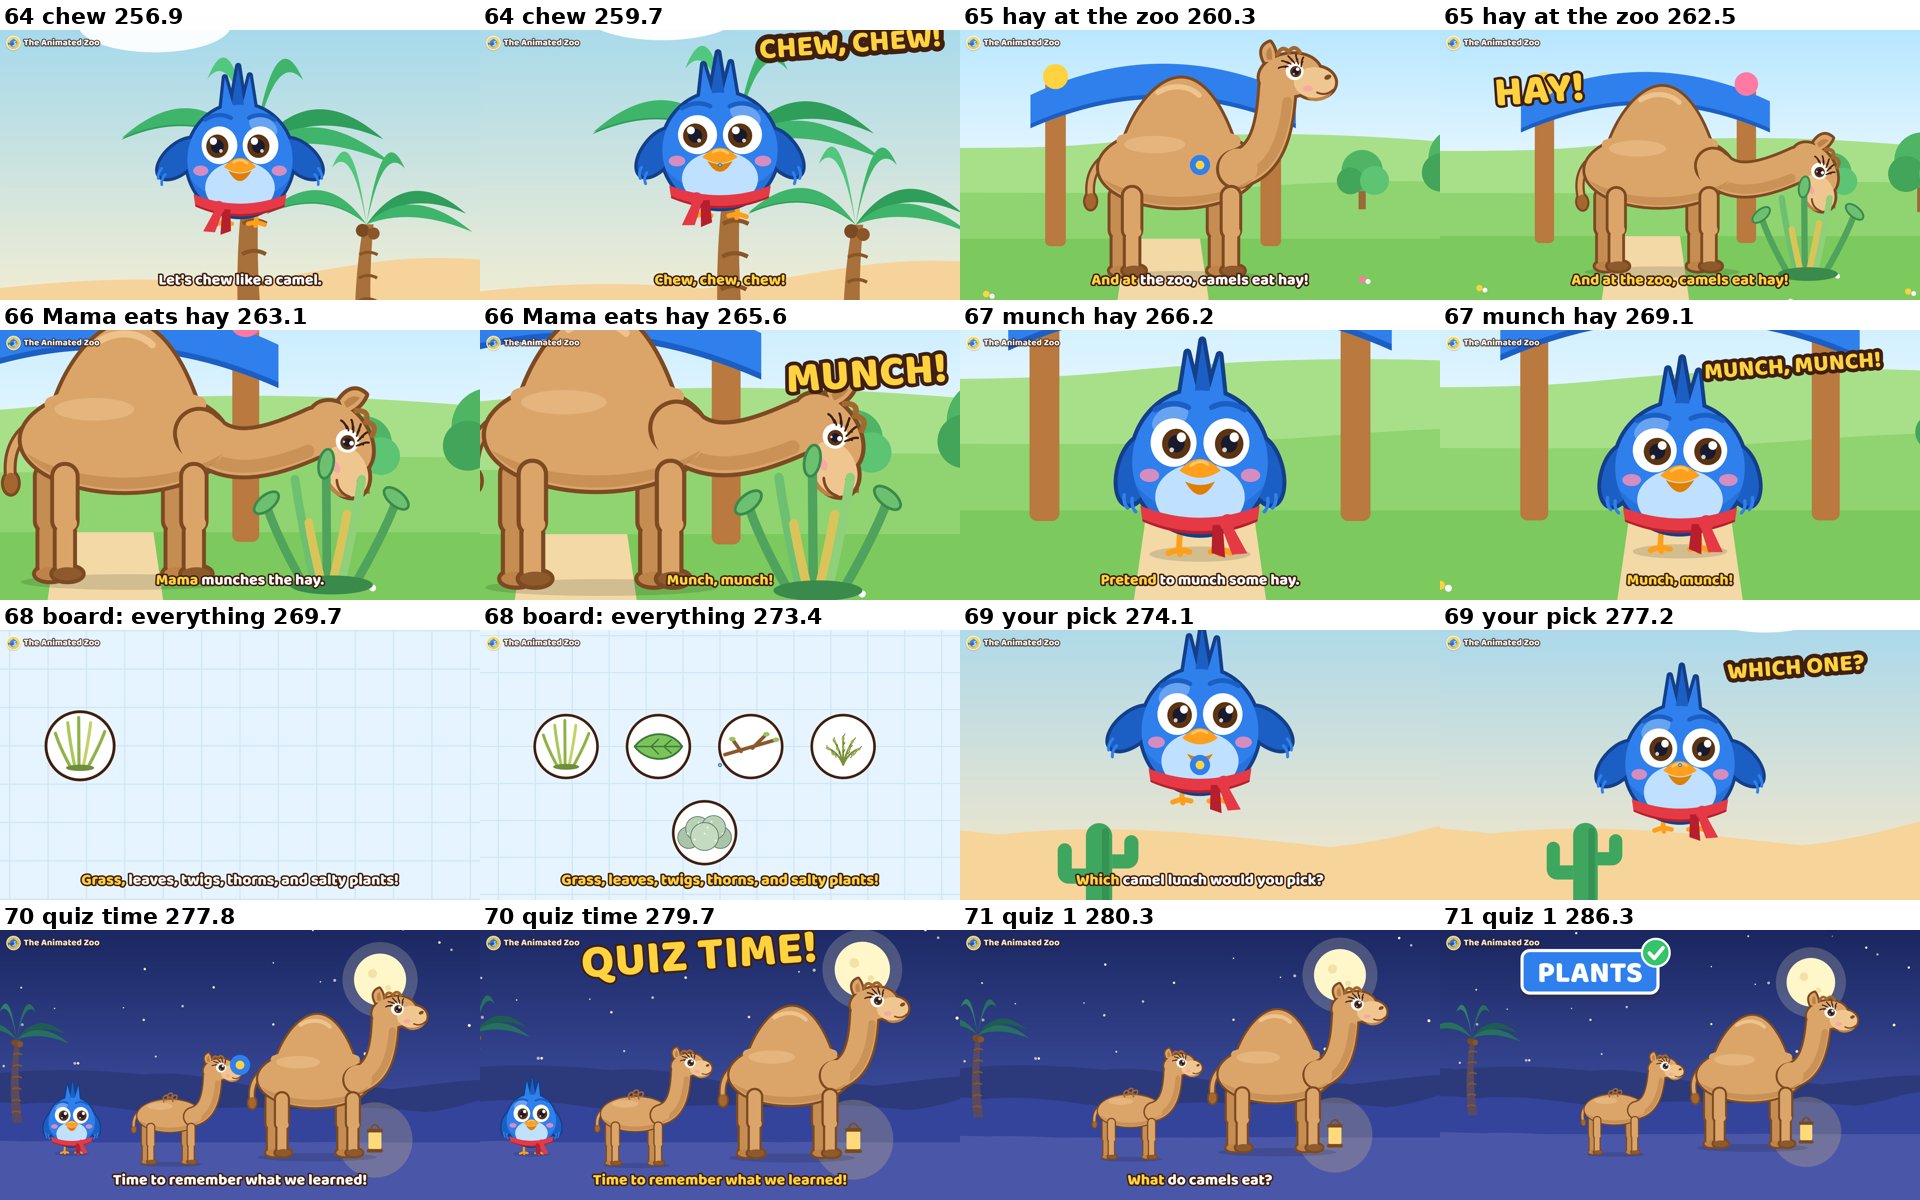 64 chew 256.9
The Animated Zoo
Let's chew like a camel.
64 chew 259.7
The Animated Zoo
CHEW, CHEW!
Chew, chew, chew!
65 hay at the zoo 260.3
The Animated Zoo
And at the zoo, camels eat hay!
65 hay at the zoo 262.5
The Animated Zoo
HAY!
And at the zoo, camels eat hay!
66 Mama eats hay 263.1
The Animated Zoo
Mama munches the hay.
66 Mama eats hay 265.6
The Animated Zoo
MUNCH!
Munch, munch!
67 munch hay 266.2
The Animated Zoo
Pretend to munch some hay.
67 munch hay 269.1
The Animated Zoo
MUNCH, MUNCH!
Munch, munch!
68 board: everything 269.7
The Animated Zoo
Grass, leaves, twigs, thorns, and salty plants!
68 board: everything 273.4
The Animated Zoo
Grass, leaves, twigs, thorns, and salty plants!
69 your pick 274.1
The Animated Zoo
Which camel lunch would you pick?
69 your pick 277.2
The Animated Zoo
WHICH ONE?
70 quiz time 277.8
The Animated Zoo
Time to remember what we learned!
70 quiz time 279.7
The Animated Zoo
QUIZ TIME!
Time to remember what we learned!
71 quiz 1 280.3
The Animated Zoo
What do camels eat?
71 quiz 1 286.3
The Animated Zoo
PLANTS